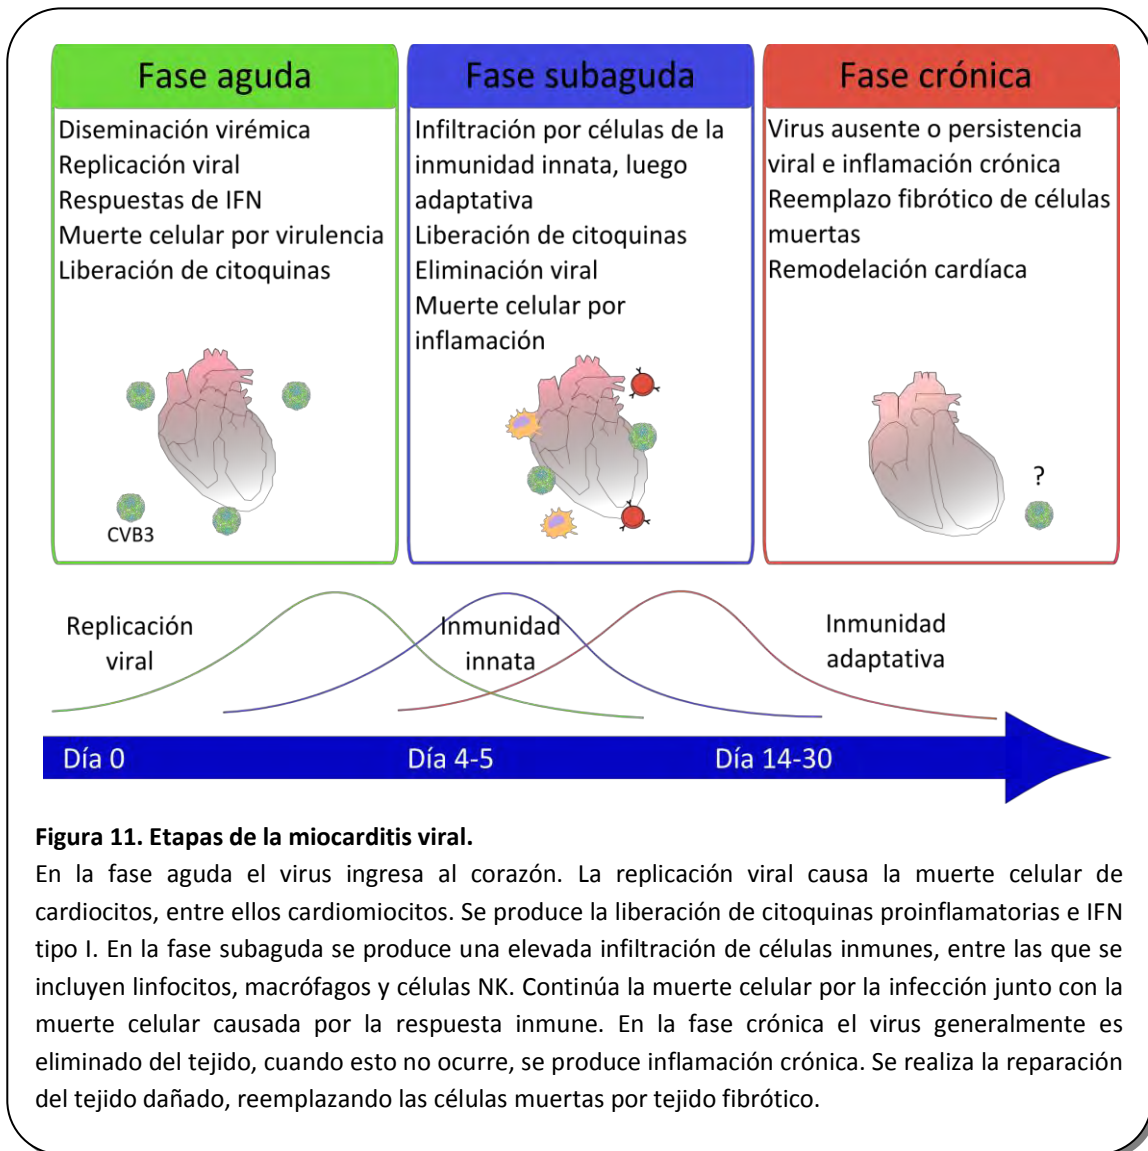 Fase aguda
Diseminación virémica
Replicación viral
Respuestas de IFN
Muerte celular por virulencia
Liberación de citoquinas
CVB3
Fase subaguda
Infiltración por células de la
inmunidad innata, luego
adaptativa
Liberación de citoquinas
Eliminación viral
Muerte celular por
inflamación
Fase crónica
Virus ausente o persistencia
viral e inflamación crónica
Reemplazo fibrótico de células
muertas
Remodelación cardíaca
?
Replicación
viral
Inmunidad
innata
Inmunidad
adaptativa
Día 0
Día 4-5
Día 14-30
Figura 11. Etapas de la miocarditis viral.
En la fase aguda el virus ingresa al corazón. La replicación viral causa la muerte celular de
cardiocitos, entre ellos cardiomiocitos. Se produce la liberación de citoquinas proinflamatorias e IFN
tipo I. En la fase subaguda se produce una elevada infiltración de células inmunes, entre las que se
incluyen linfocitos, macrófagos y células NK. Continúa la muerte celular por la infección junto con la
muerte celular causada por la respuesta inmune. En la fase crónica el virus generalmente es
eliminado del tejido, cuando esto no ocurre, se produce inflamación crónica. Se realiza la reparación
del tejido dañado, reemplazando las células muertas por tejido fibrótico.